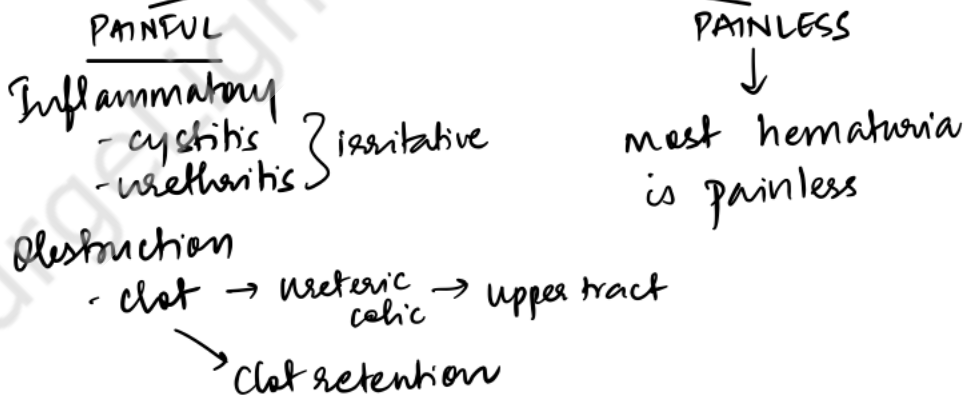 PAINFUL
Inflammatory
- cystitis
- urethritis } irritative
Obstruction
- clot → ureteric colic → upper tract
clot retention
PAINLESS
↓
most hematuria
is painless